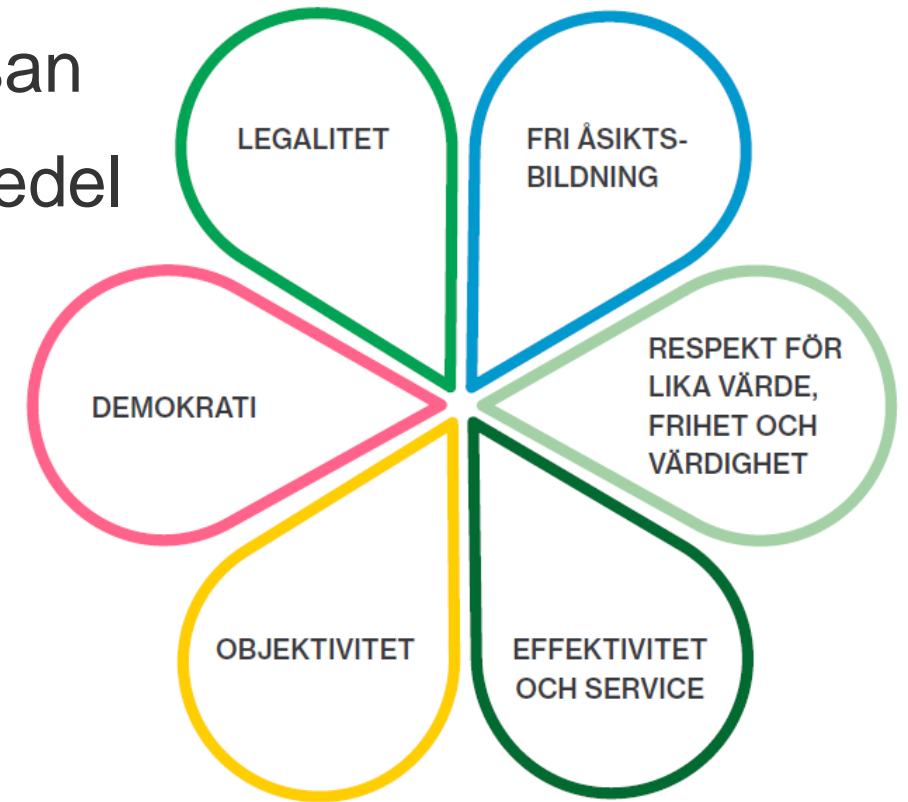 LEGALITET
FRI ÅSIKTS-
BILDNING
DEMOKRATI
RESPEKT FÖR
LIKA VÄRDE,
FRIHET OCH
VÄRDIGHET
OBJEKTIVITET
EFFEKTIVITET
OCH SERVICE